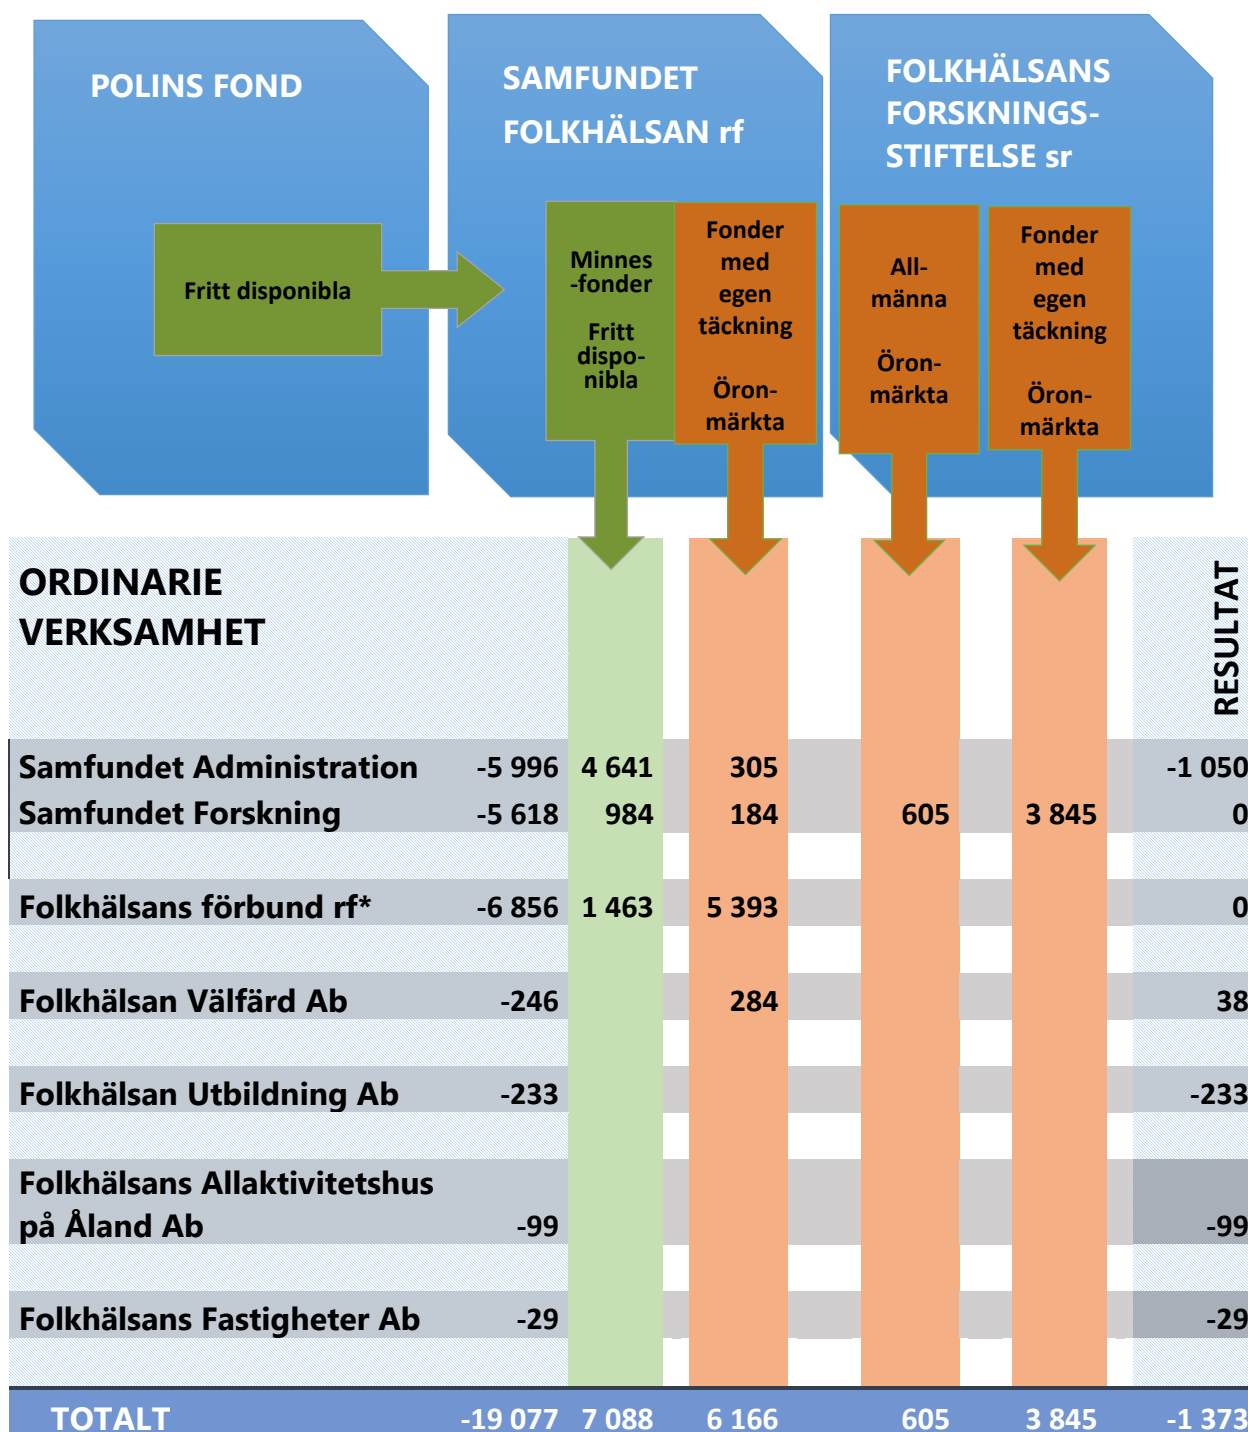 POLINS FOND
Fritt disponibla
SAMFUNDET
FOLKHÄLSAN rf
Minnes
-fonder
Fritt
dispo-
nibla
Fonder
med
egen
täckning
Öron-
märkta
FOLKHÄLSANS
FORSKNINGS-
STIFTELSE sr
All-
männa
Öron-
märkta
Fonder
med
egen
täckning
Öron-
märkta
ORDINARIE
VERKSAMHET
RESULTAT
Samfundet Administration -5 996 4 641 305 -1 050
Samfundet Forskning -5 618 984 184 605 3 845 0
Folkhälsans förbund rf* -6 856 1 463 5 393 0
Folkhälsan Välfärd Ab -246 284 38
Folkhälsan Utbildning Ab -233 -233
Folkhälsans Allaktivitetshus
på Åland Ab -99 -99
Folkhälsans Fastigheter Ab -29 -29
TOTALT -19 077 7 088 6 166 605 3 845 -1 373